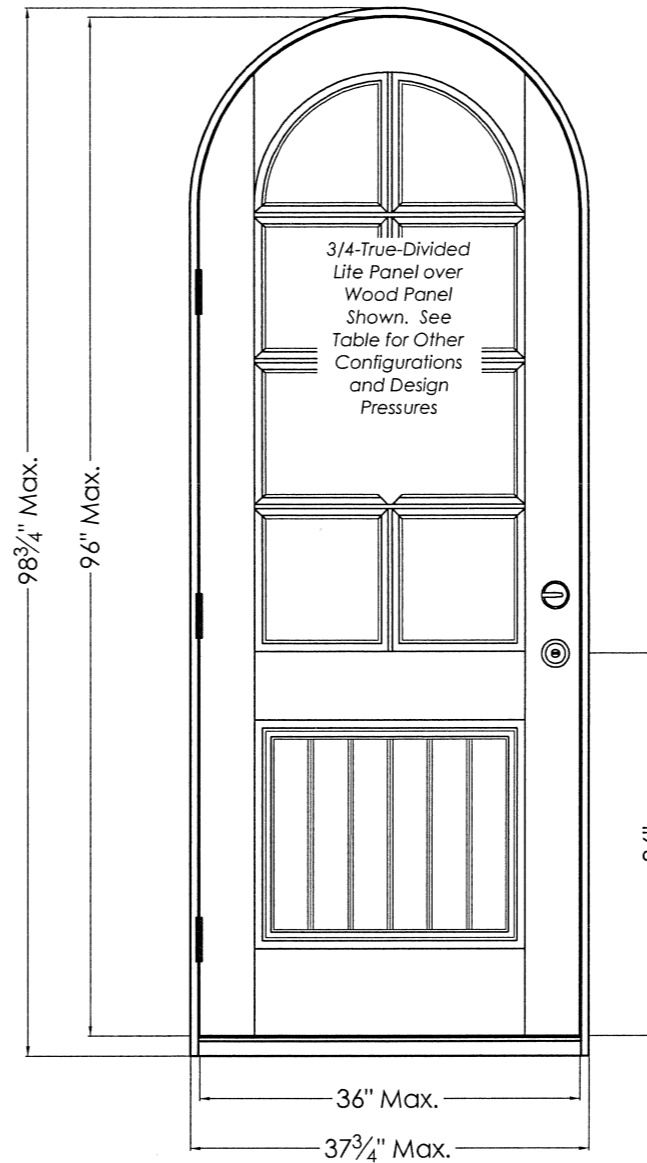 3/4-True-Divided
Lite Panel over
Wood Panel
Shown. See
Table for Other
Configurations
and Design
Pressures
98¾" Max.
96" Max.
36" Max.
37¾" Max.